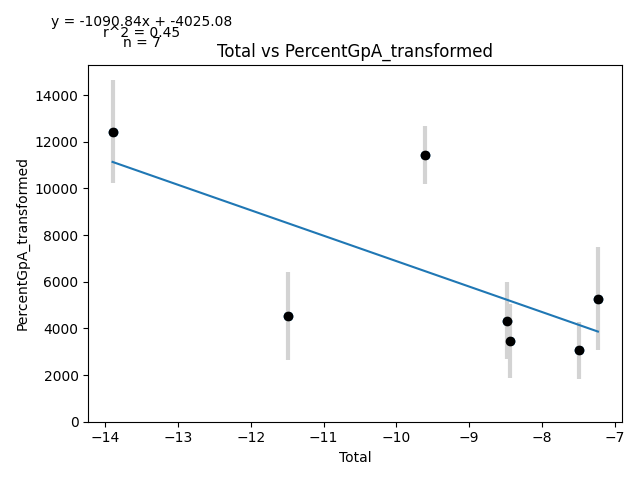 y = -1090.84x + -4025.08
r^2 = 0.45
n = 7
Total vs PercentGpA_transformed
PercentGpA_transformed
14000
12000
10000
8000
6000
4000
2000
0
−14
−13
−12
−11
−10
−9
−8
−7
Total